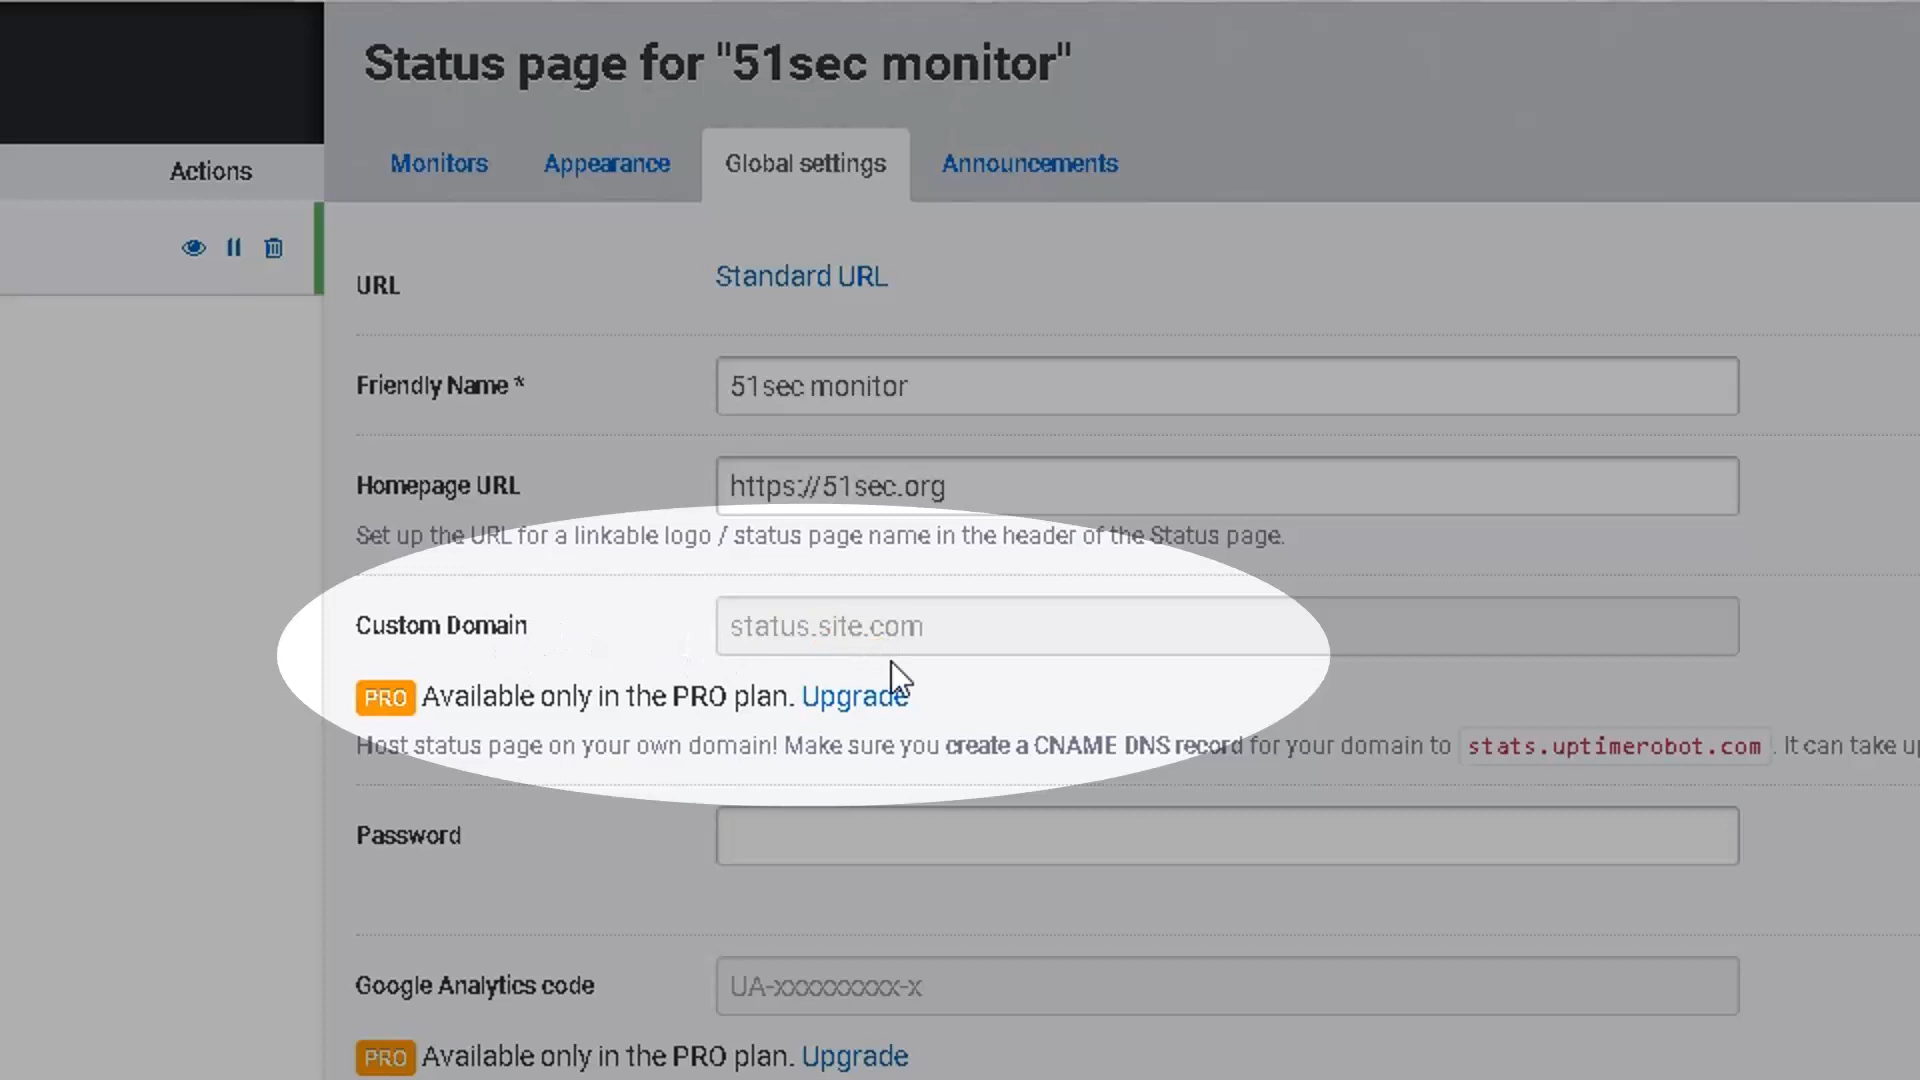 Status page for "51sec monitor"
Actions
Monitors
Appearance
Global settings
Announcements
URL
Standard URL
Friendly Name *
51sec monitor
Homepage URL
https://51sec.org
Set up the URL for a linkable logo / status page name in the header of the Status page.
Custom Domain
status.site.com
PRO Available only in the PRO plan. Upgrade
Host status page on your own domain! Make sure you create a CNAME DNS record for your domain to stats.uptimerobot.com . It can take
Password
Google Analytics code
UA-xxxxxxxxx-x
PRO Available only in the PRO plan. Upgrade